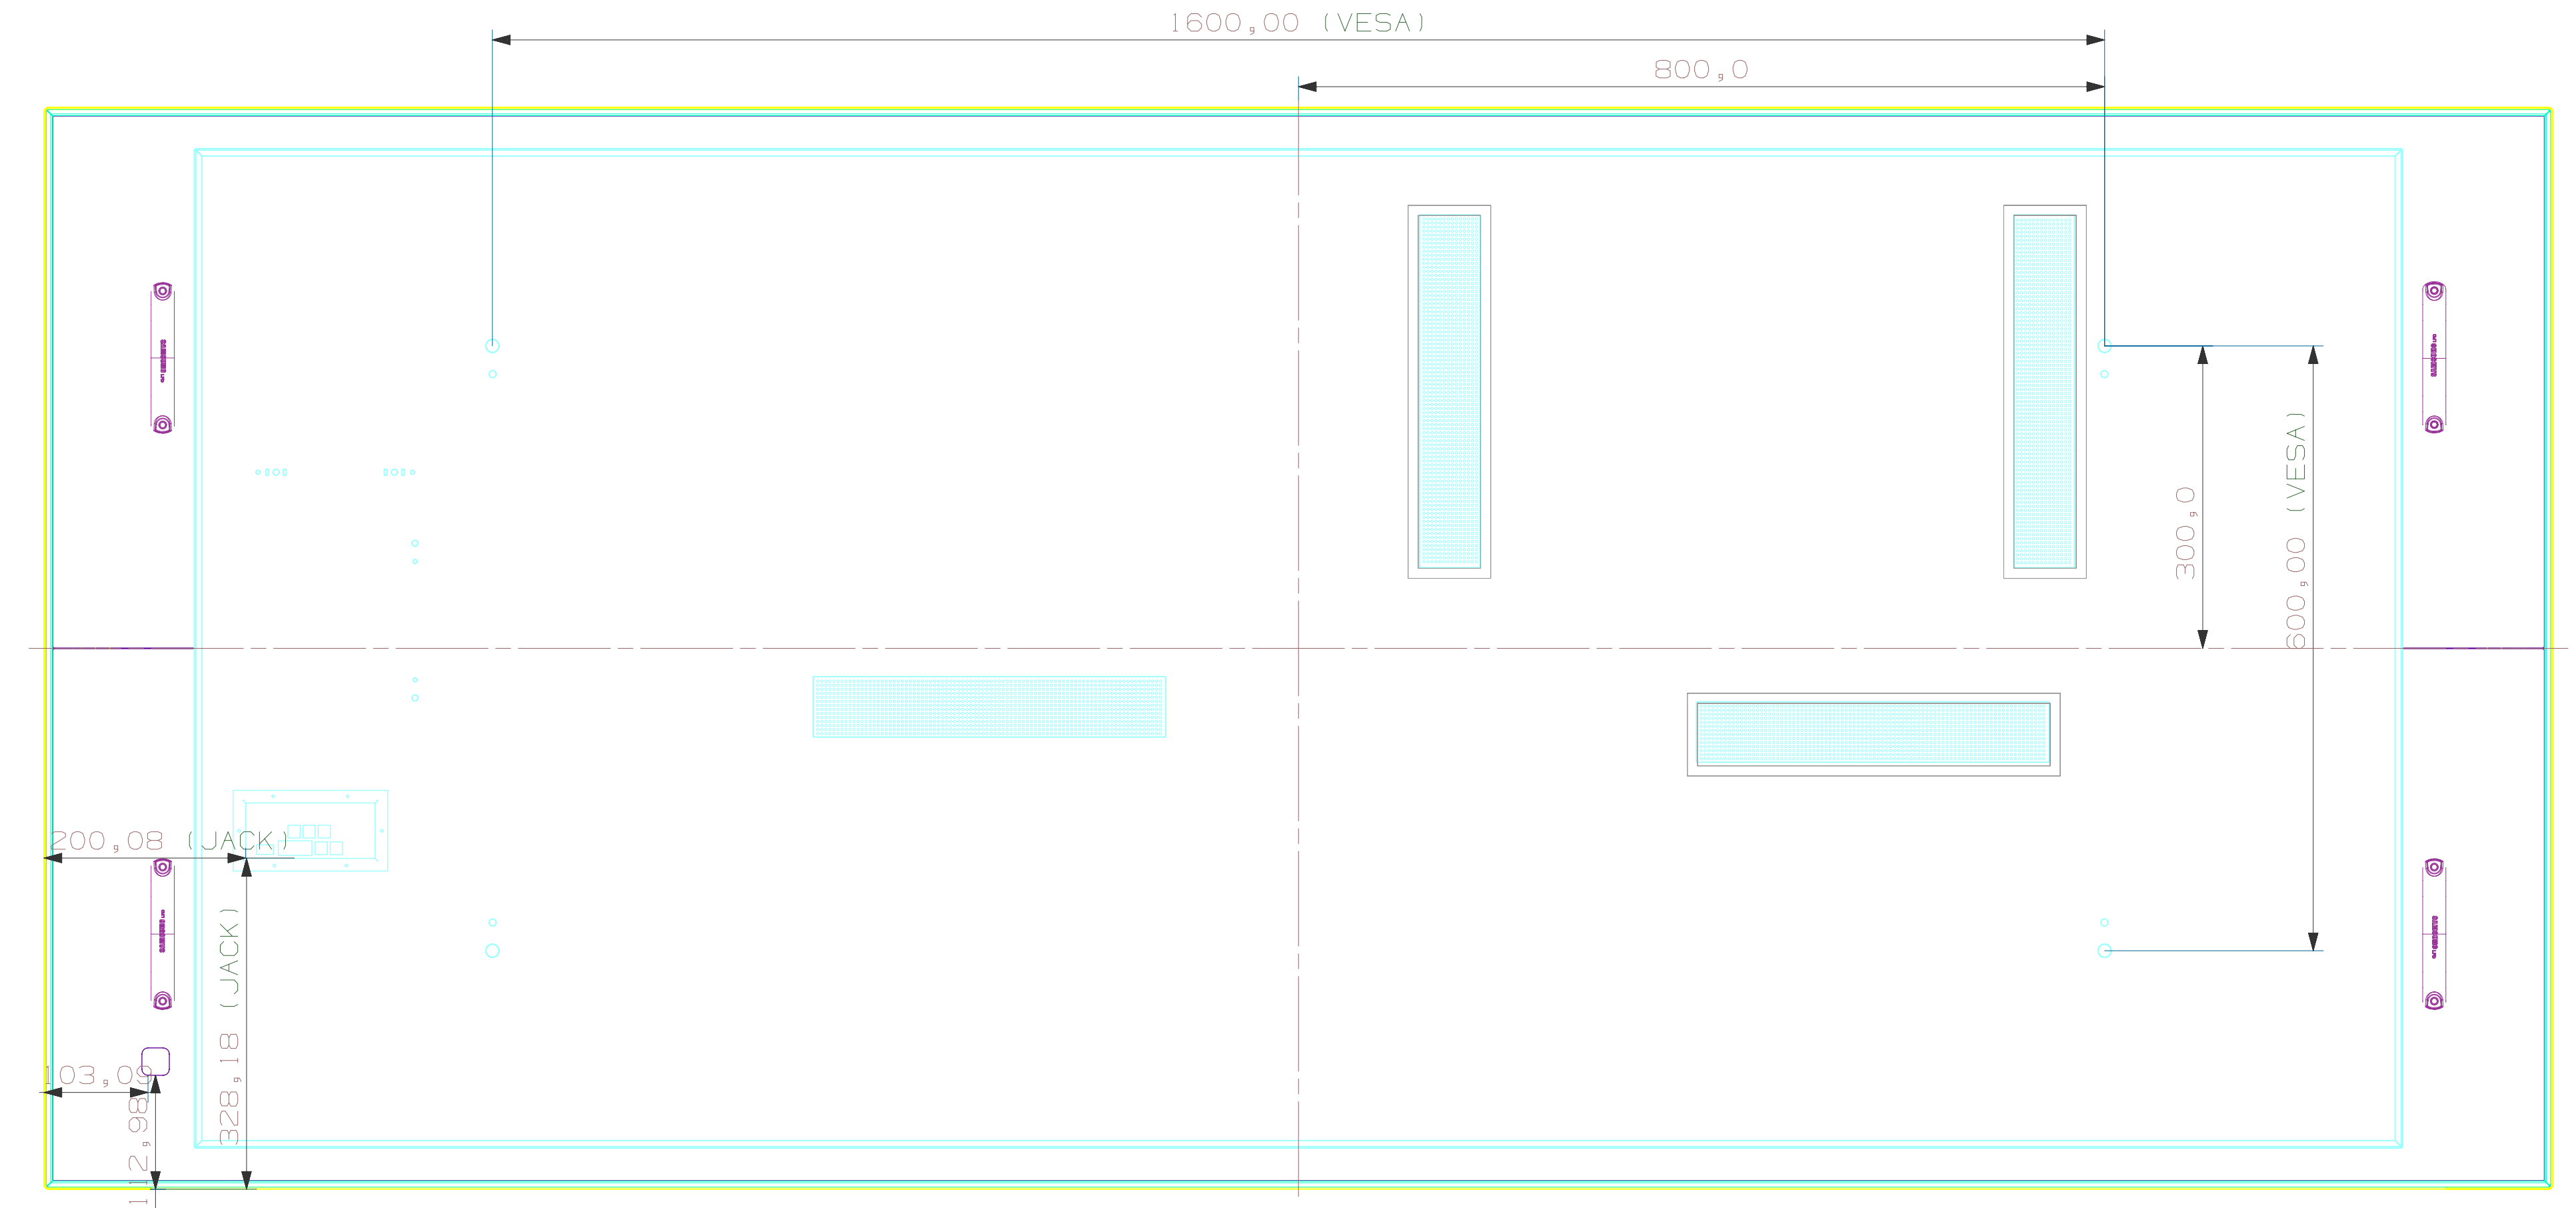 1600,00 (VESA)
800,0
300,0
600,00 (VESA)
200,08 (JACK)
328,18 (JACK)
103,09
112,98